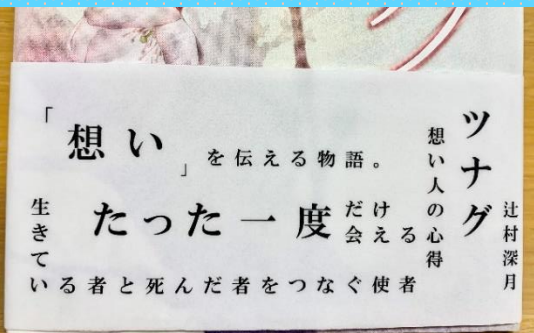 辻村深月
ツナグ
想い人の心得
「想い」を伝える物語。
たった一度だけ会える
生きている者と死んだ者をつなぐ使者